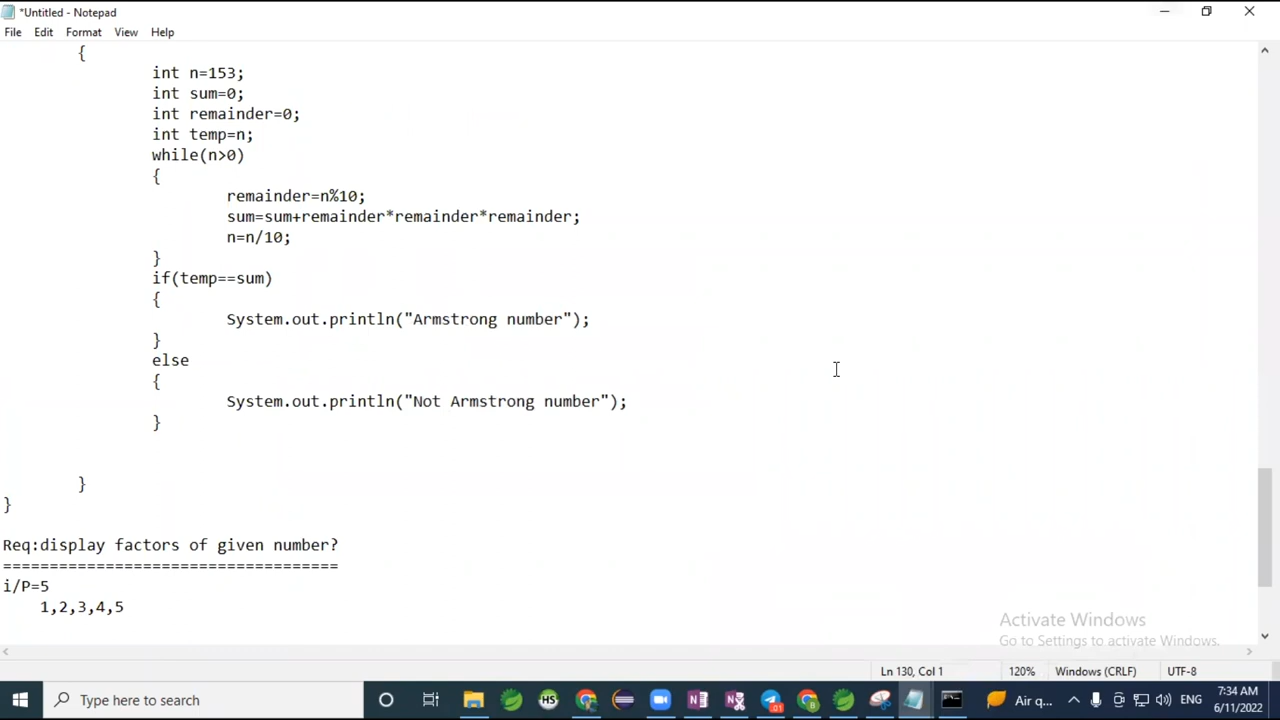 *Untitled - Notepad
File Edit Format View Help
{
int n=153;
int sum=0;
int remainder=0;
int temp=n;
while(n>0)
{
remainder=n%10;
sum=sum+remainder*remainder*remainder;
n=n/10;
}
if(temp==sum)
{
System.out.println("Armstrong number");
}
else
{
System.out.println("Not Armstrong number");
}
}
}
Req:display factors of given number?
====================================
i/P=5
1,2,3,4,5
Activate Windows
Go to Settings to activate Windows.
Ln 130, Col 1 120% Windows (CRLF) UTF-8
Type here to search HS 01 Air q... ENG 7:34 AM
6/11/2022